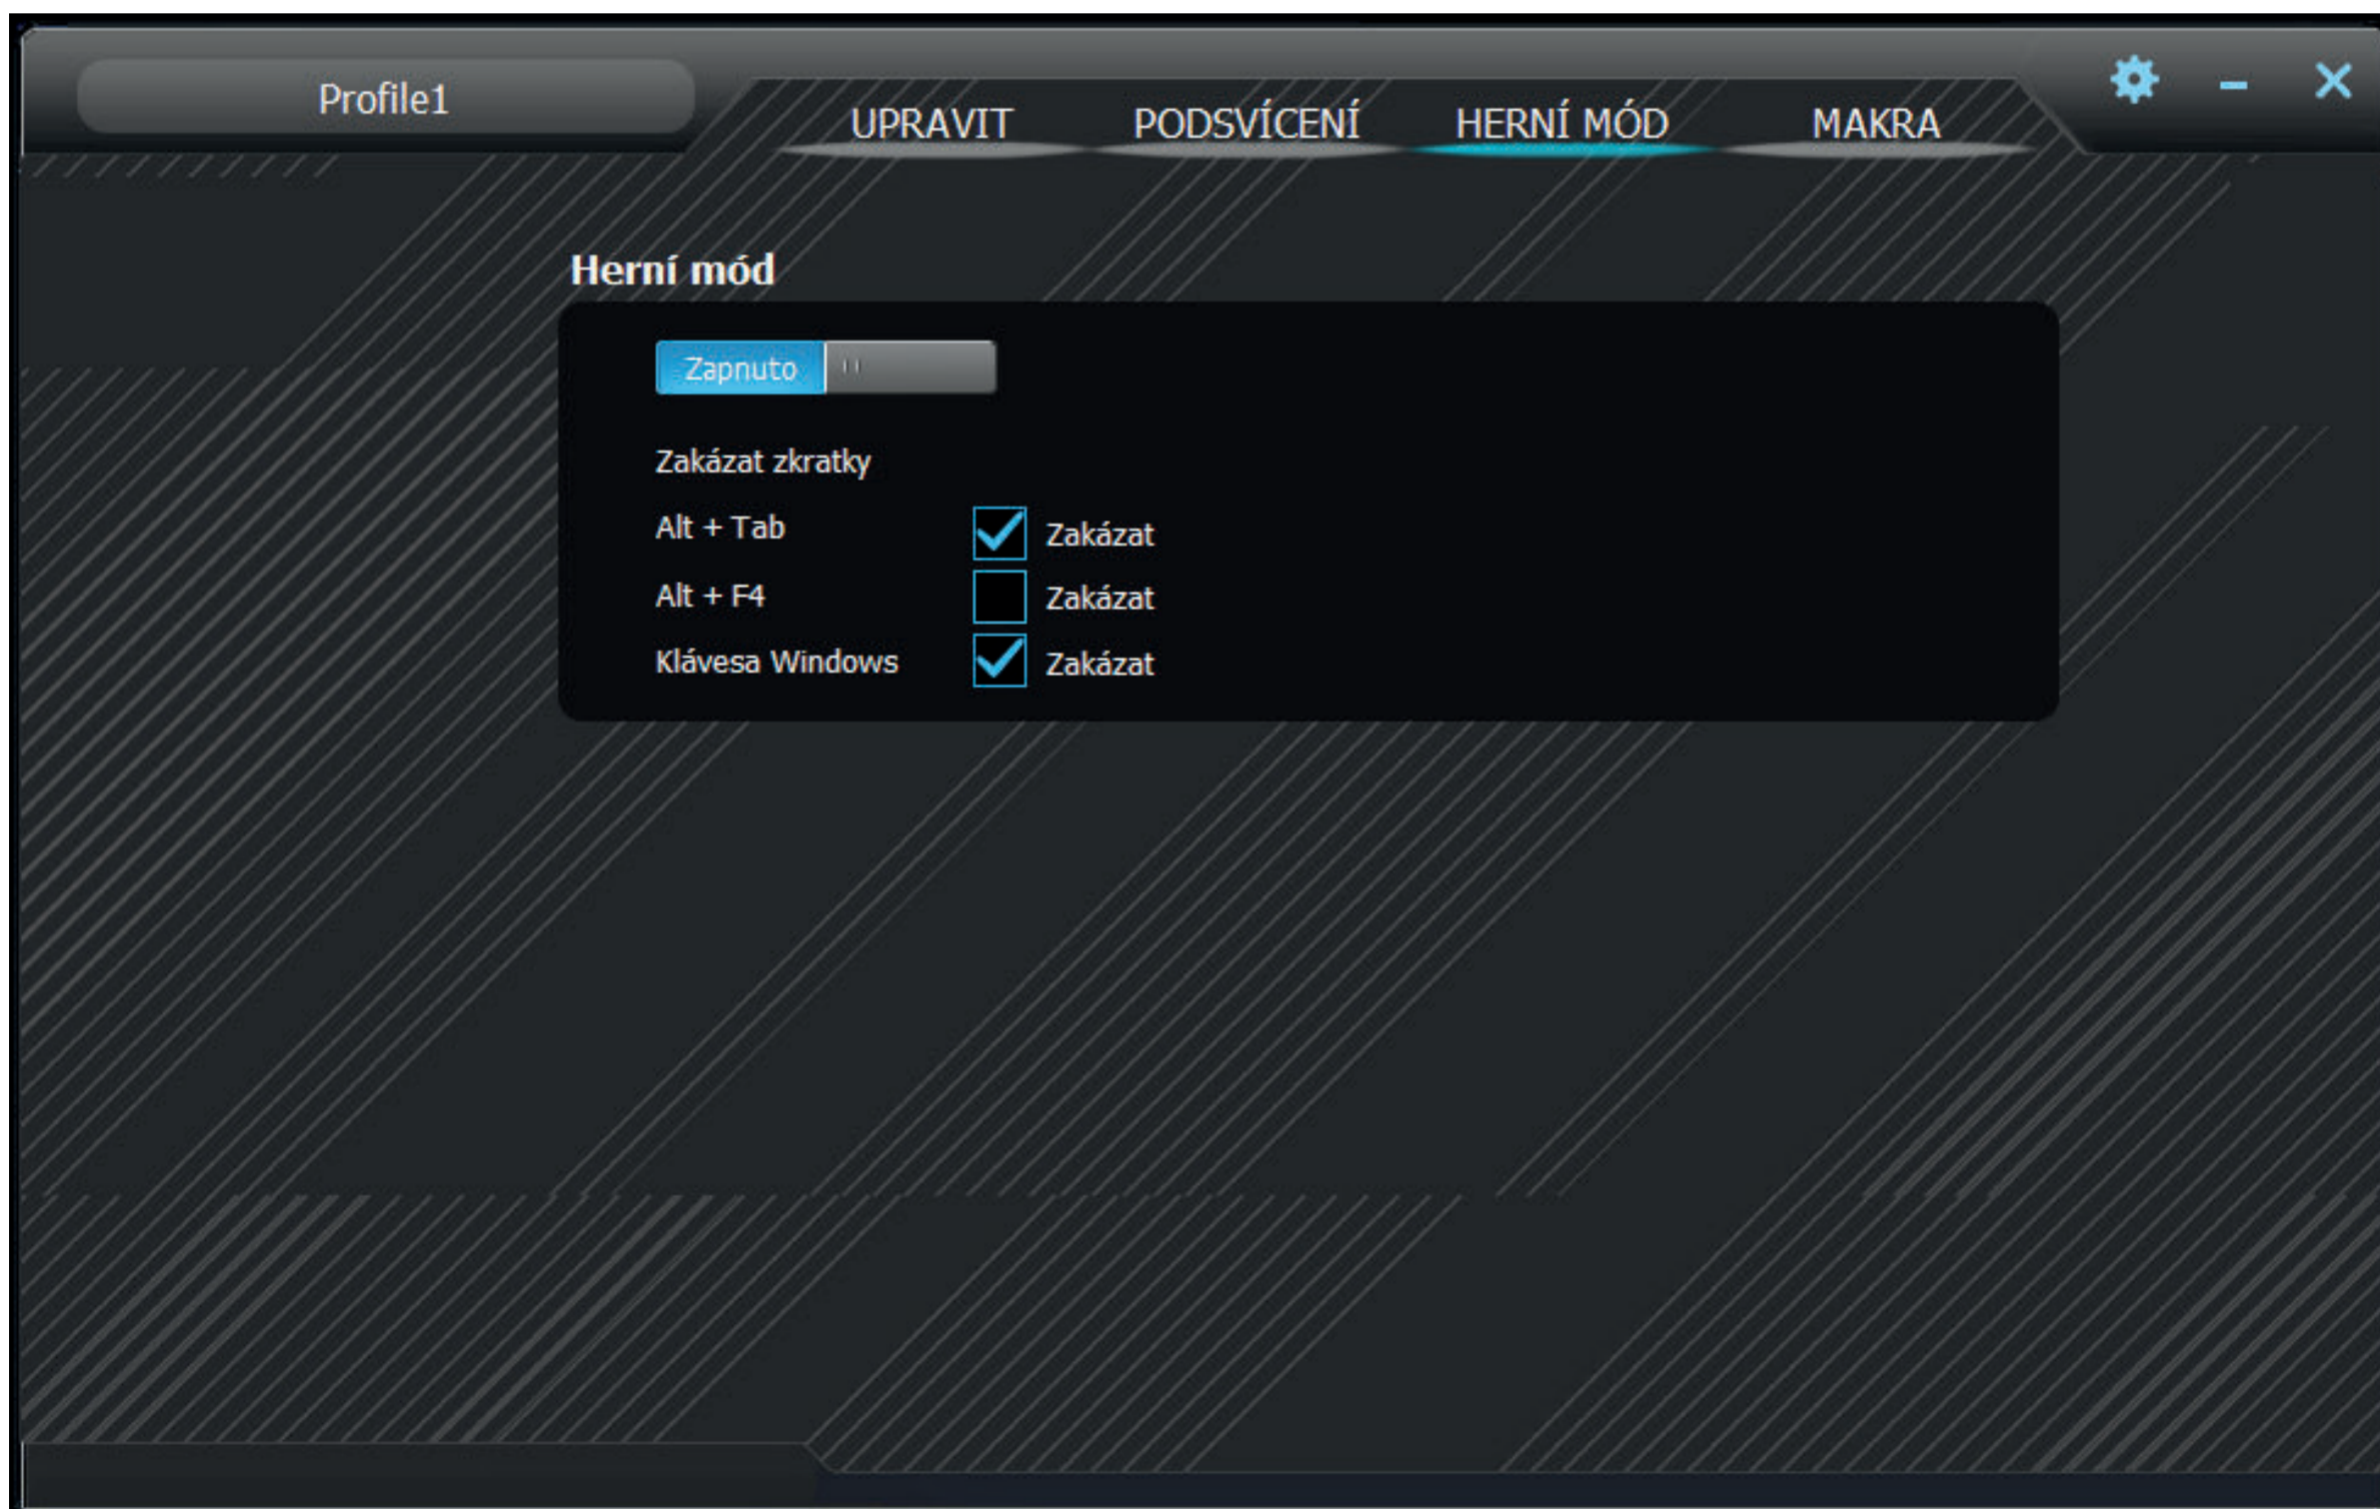 Profile1
UPRAVIT PODSVÍCENÍ HERNÍ MÓD MAKRA
Herní mód
Zapnuto
Zakázat zkratky
Alt + Tab Zakázat
Alt + F4 Zakázat
Klávesa Windows Zakázat